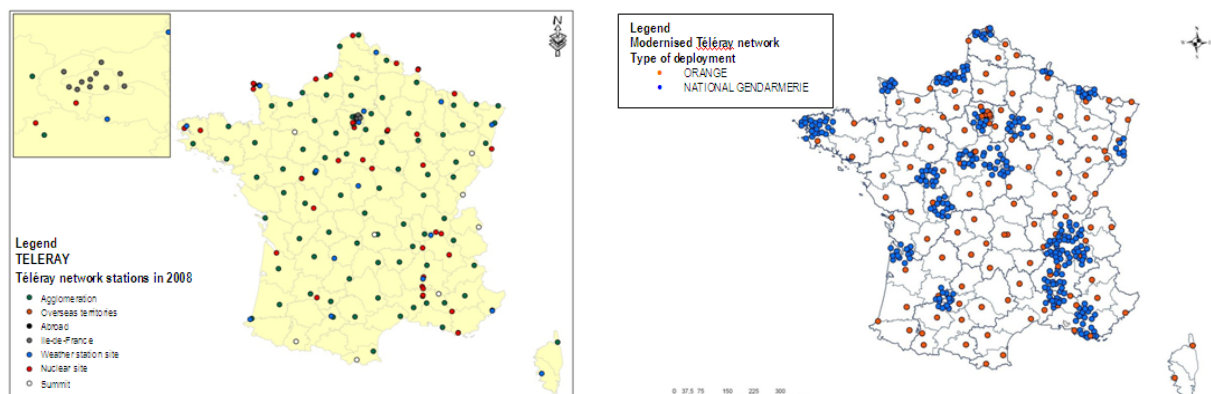 N
Legend
TELERAY
Téléray network stations in 2008
Agglomeration
Overseas territories
Abroad
Ile-de-France
Weather station site
Nuclear site
Summit
Legend
Modernised Téléray network
Type of deployment
ORANGE
NATIONAL GENDARMERIE
0 37,5 75 150 225 300